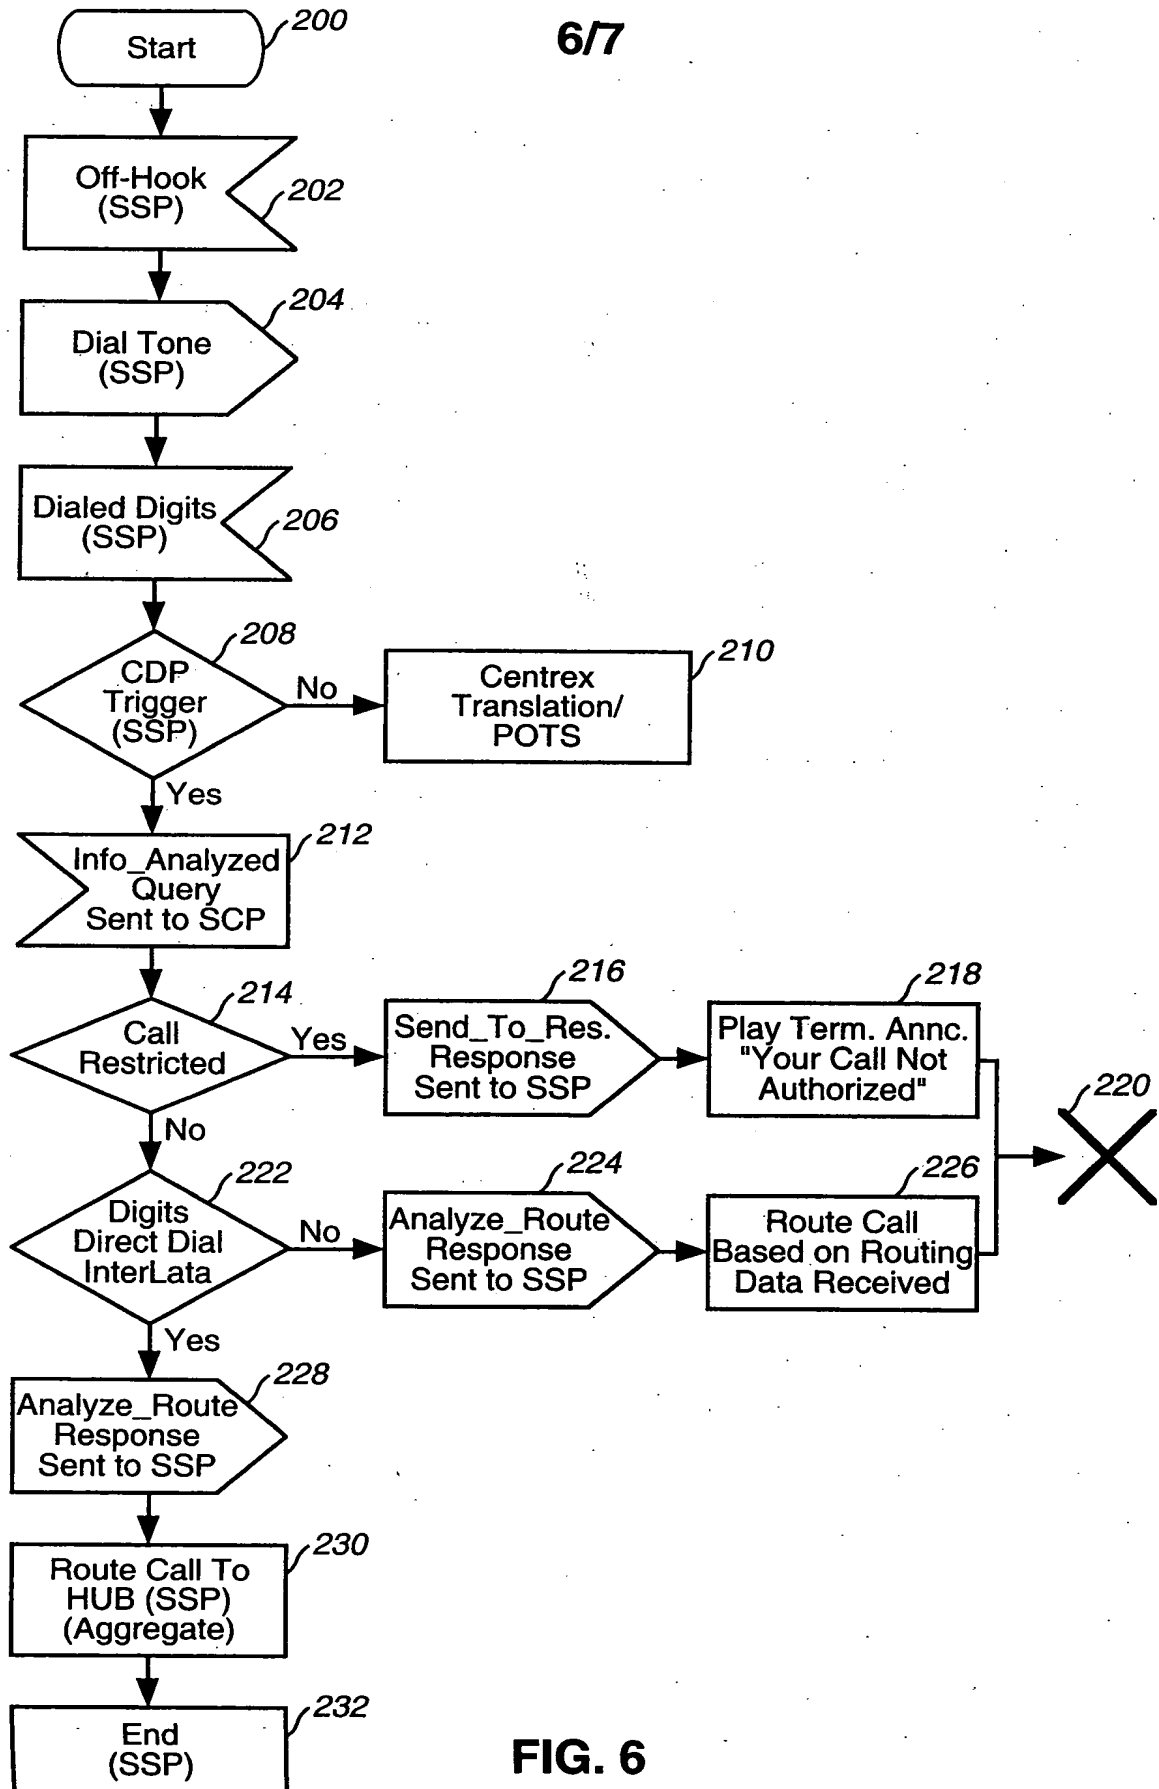 200
6/7
Start
Off-Hook
(SSP)
202
204
Dial Tone
(SSP)
Dialed Digits
(SSP)
206
208
CDP
Trigger
(SSP)
No
210
Centrex
Translation/
POTS
Yes
212
Info_Analyzed
Query
Sent to SCP
214
Call
Restricted
Yes
216
Send_To_Res.
Response
Sent to SSP
218
Play Term. Annc.
"Your Call Not
Authorized"
220
No
222
Digits
Direct Dial
InterLata
No
224
Analyze_Route
Response
Sent to SSP
226
Route Call
Based on Routing
Data Received
Yes
228
Analyze_Route
Response
Sent to SSP
230
Route Call To
HUB (SSP)
(Aggregate)
232
End
(SSP)
FIG. 6